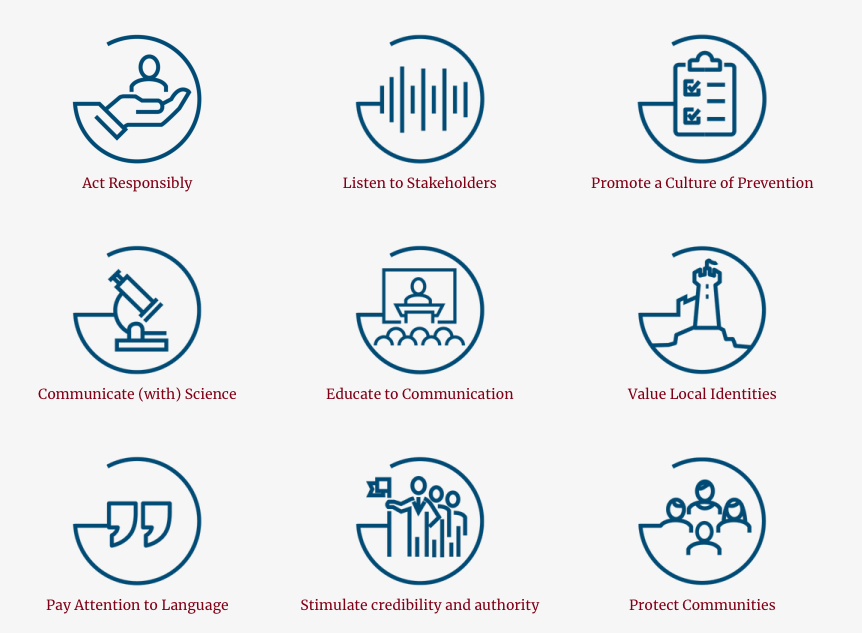 Act Responsibly
Listen to Stakeholders
Promote a Culture of Prevention
Communicate (with) Science
Educate to Communication
Value Local Identities
Pay Attention to Language
Stimulate credibility and authority
Protect Communities